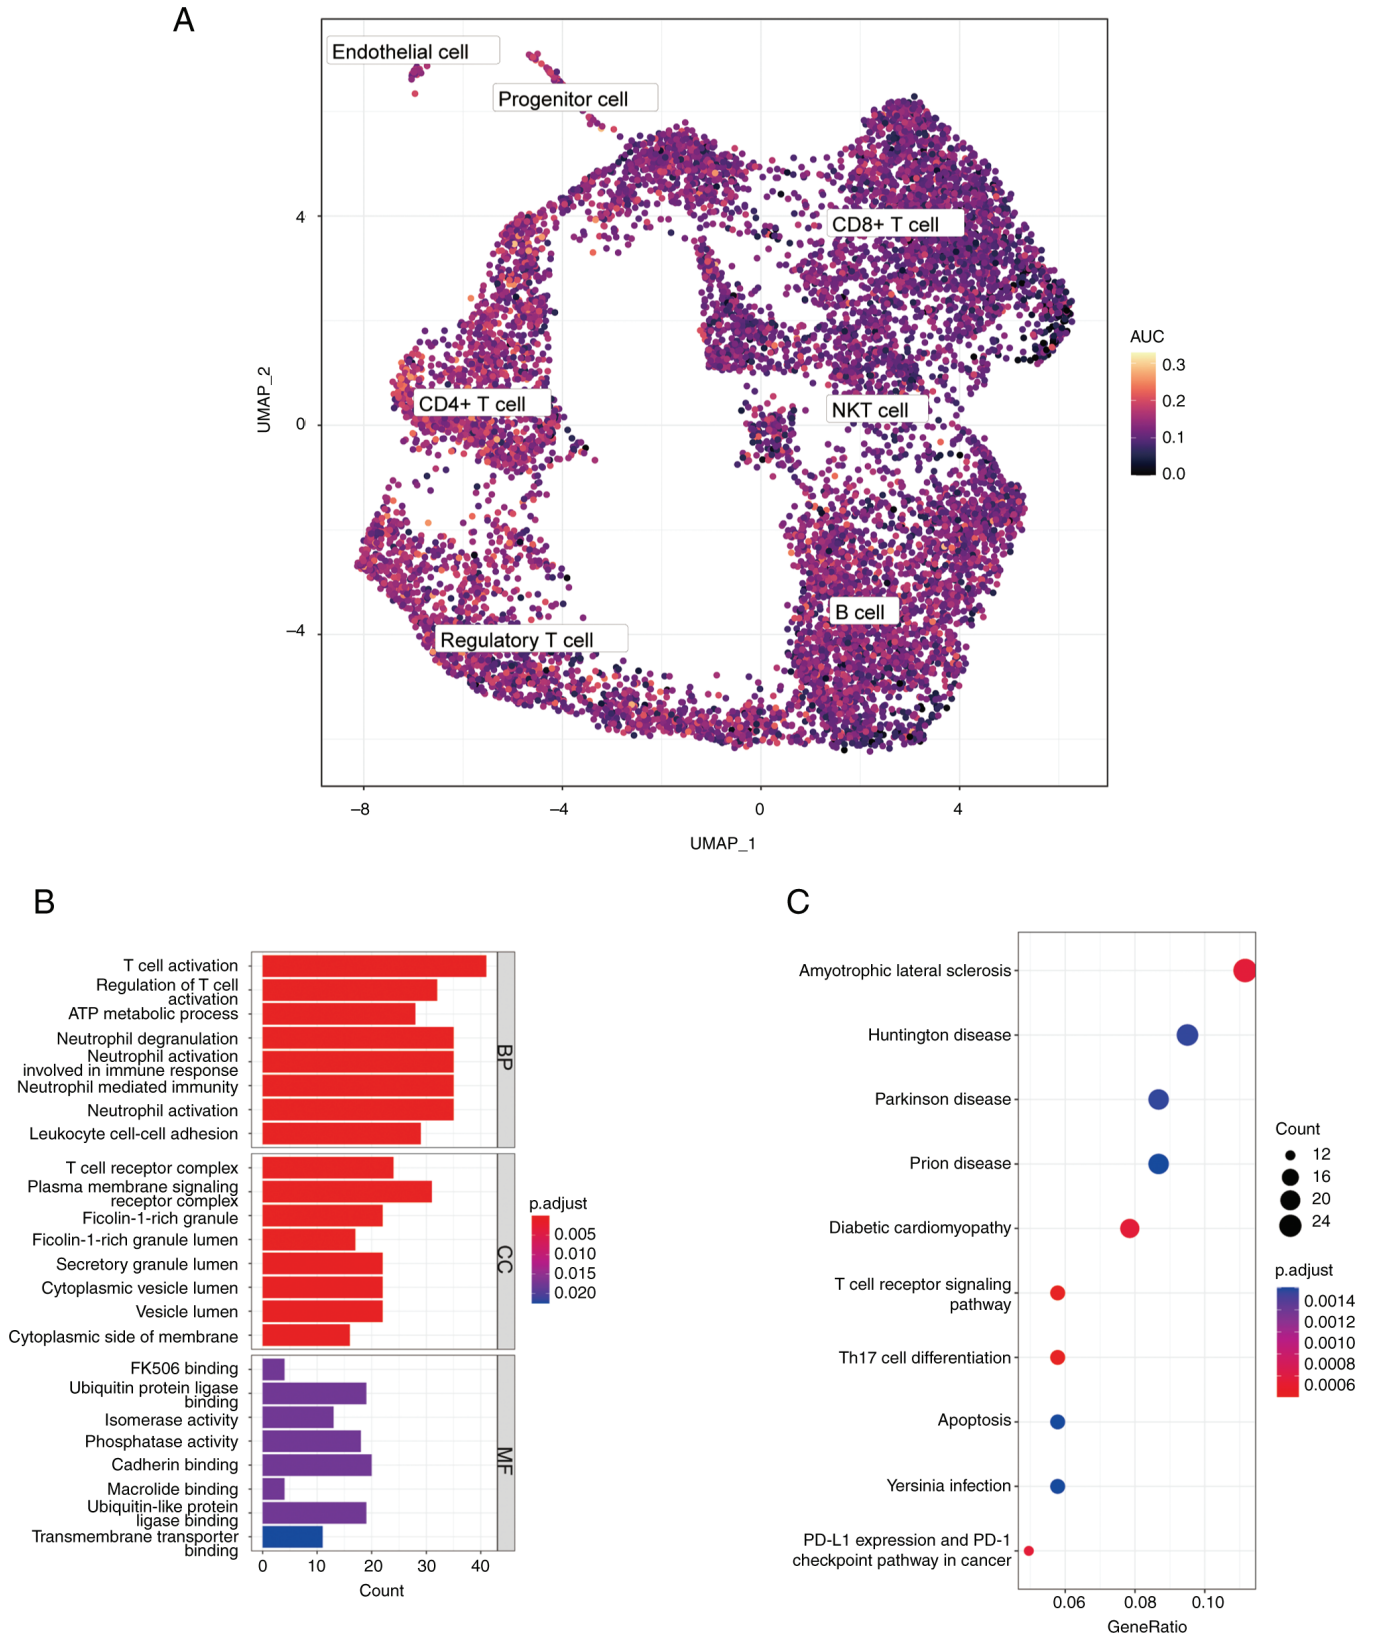 A
Endothelial cell
Progenitor cell
CD8+ T cell
CD4+ T cell
NKT cell
B cell
Regulatory T cell
4
0
−4
UMAP_2
−8
−4
0
4
UMAP_1
AUC
0.3
0.2
0.1
0.0
B
T cell activation
Regulation of T cell
activation
ATP metabolic process
Neutrophil degranulation
Neutrophil activation
involved in immune response
Neutrophil mediated immunity
Neutrophil activation
Leukocyte cell-cell adhesion
BP
T cell receptor complex
Plasma membrane signaling
receptor complex
Ficolin-1-rich granule
Ficolin-1-rich granule lumen
Secretory granule lumen
Cytoplasmic vesicle lumen
Vesicle lumen
Cytoplasmic side of membrane
CC
FK506 binding
Ubiquitin protein ligase
binding
Isomerase activity
Phosphatase activity
Cadherin binding
Macrolide binding
Ubiquitin-like protein
ligase binding
Transmembrane transporter
binding
MF
0
10
20
30
40
Count
p.adjust
0.005
0.010
0.015
0.020
C
Amyotrophic lateral sclerosis
Huntington disease
Parkinson disease
Prion disease
Diabetic cardiomyopathy
T cell receptor signaling
pathway
Th17 cell differentiation
Apoptosis
Yersinia infection
PD-L1 expression and PD-1
checkpoint pathway in cancer
0.06
0.08
0.10
GeneRatio
Count
12
16
20
24
p.adjust
0.0014
0.0012
0.0010
0.0008
0.0006